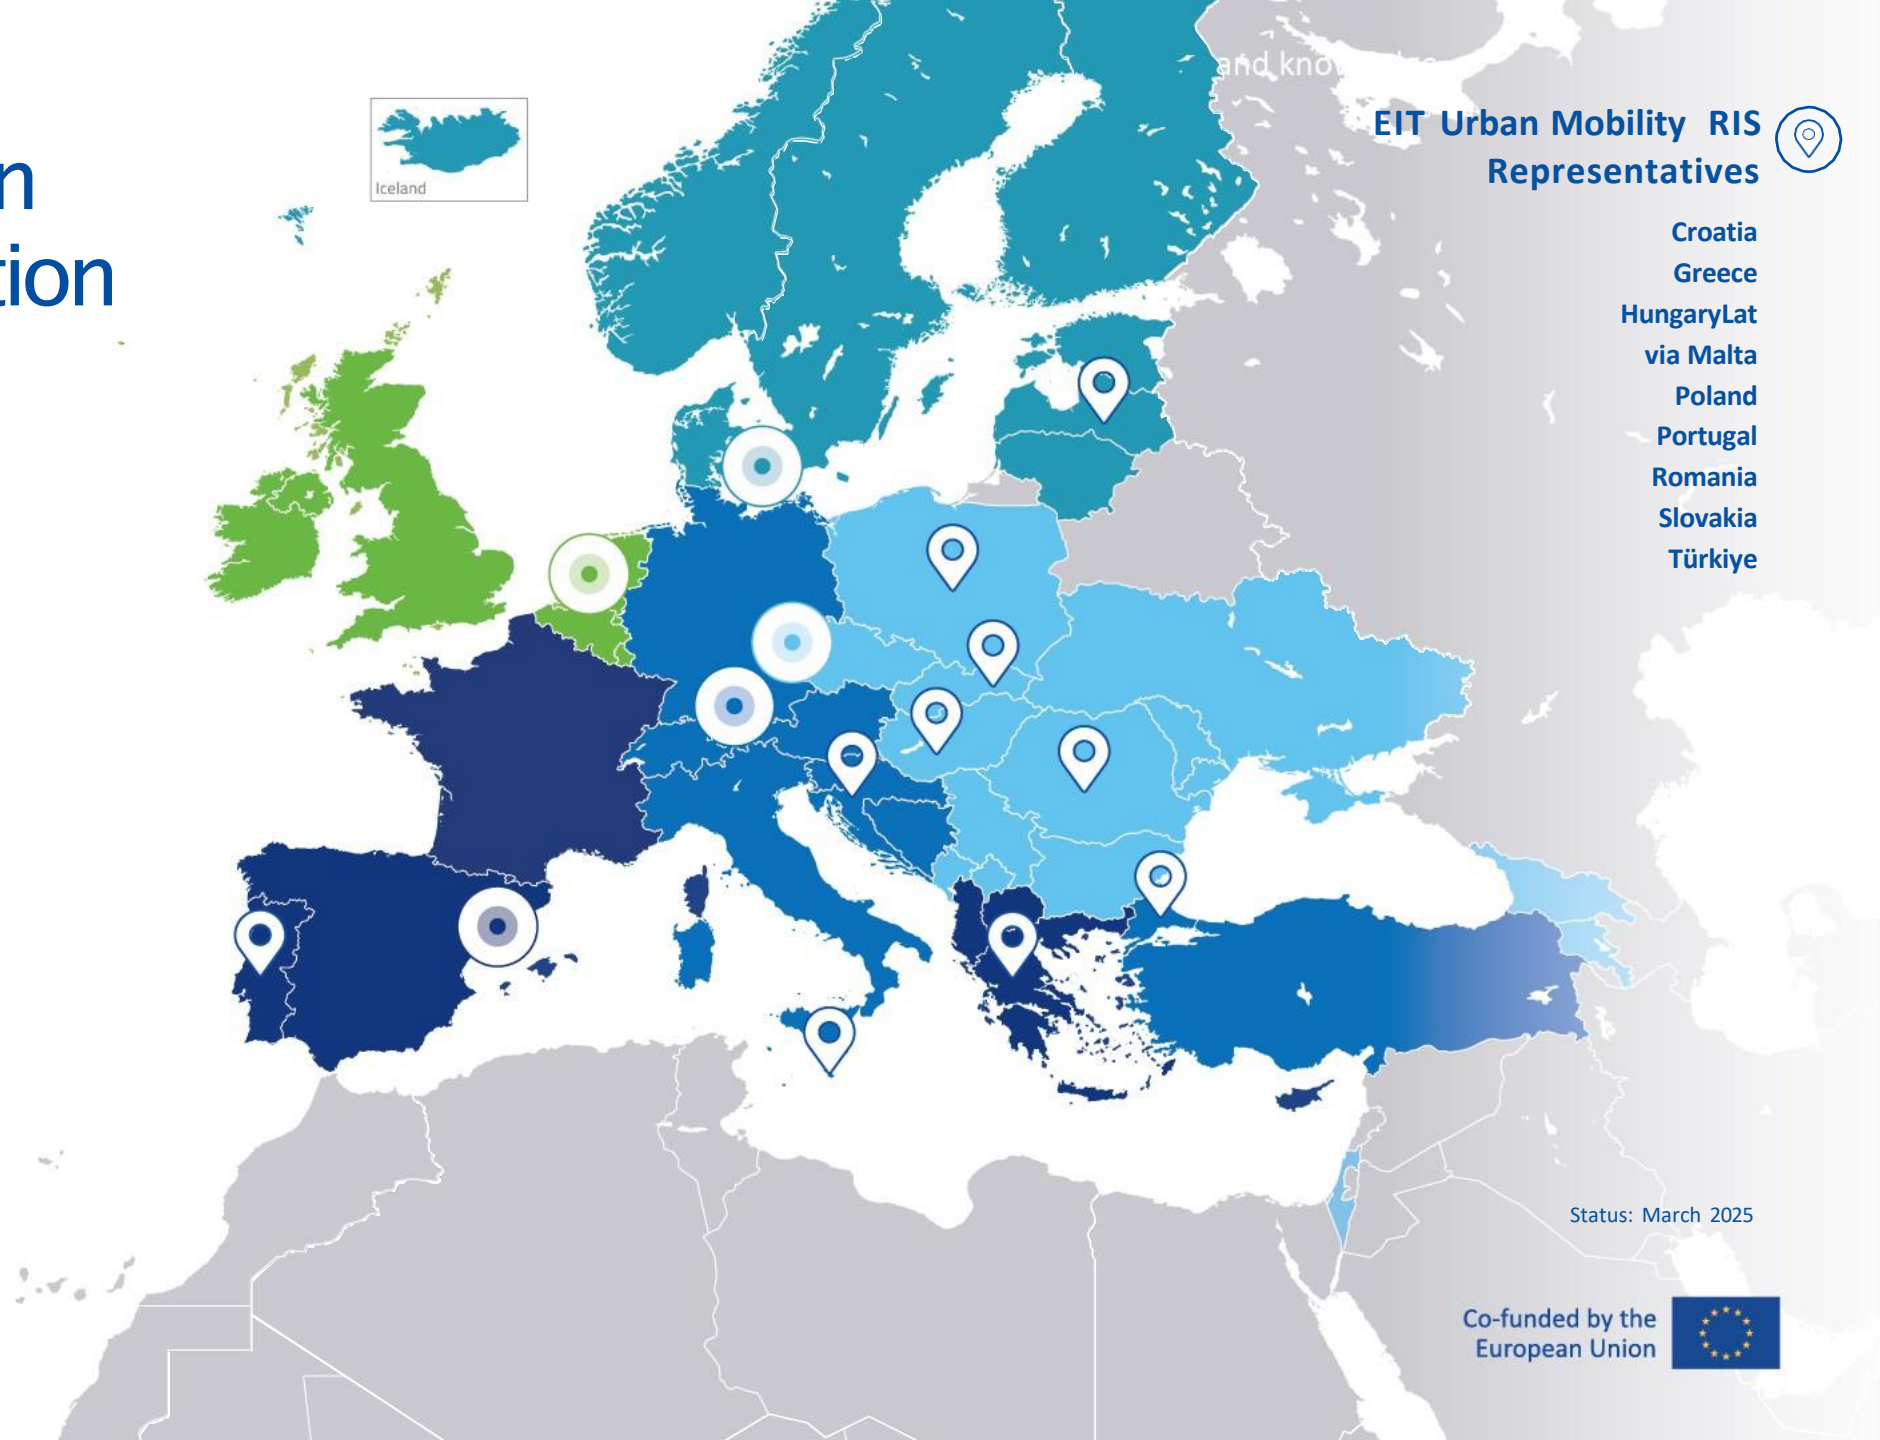 n
tion
and kno
Iceland
EIT Urban Mobility RIS
Representatives
Croatia
Greece
HungaryLat
via Malta
Poland
Portugal
Romania
Slovakia
Türkiye
Status: March 2025
Co-funded by the
European Union